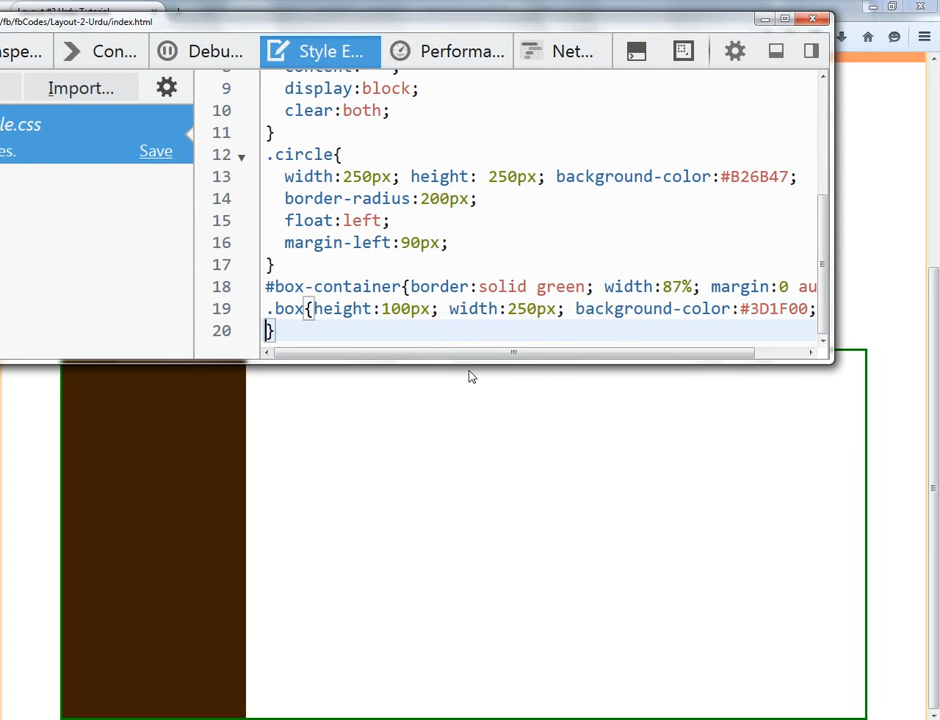 /fb/fbCodes/Layout-2-Urdu/index.html
nspe... Con... Debu... Style E... Performa... Net...
Import...
le.css
es. Save
9 display:block;
10 clear:both;
11 }
12 .circle{
13 width:250px; height: 250px; background-color:#B26B47;
14 border-radius:200px;
15 float:left;
16 margin-left:90px;
17 }
18 #box-container{border:solid green; width:87%; margin:0 au
19 .box{height:100px; width:250px; background-color:#3D1F00;
20 }